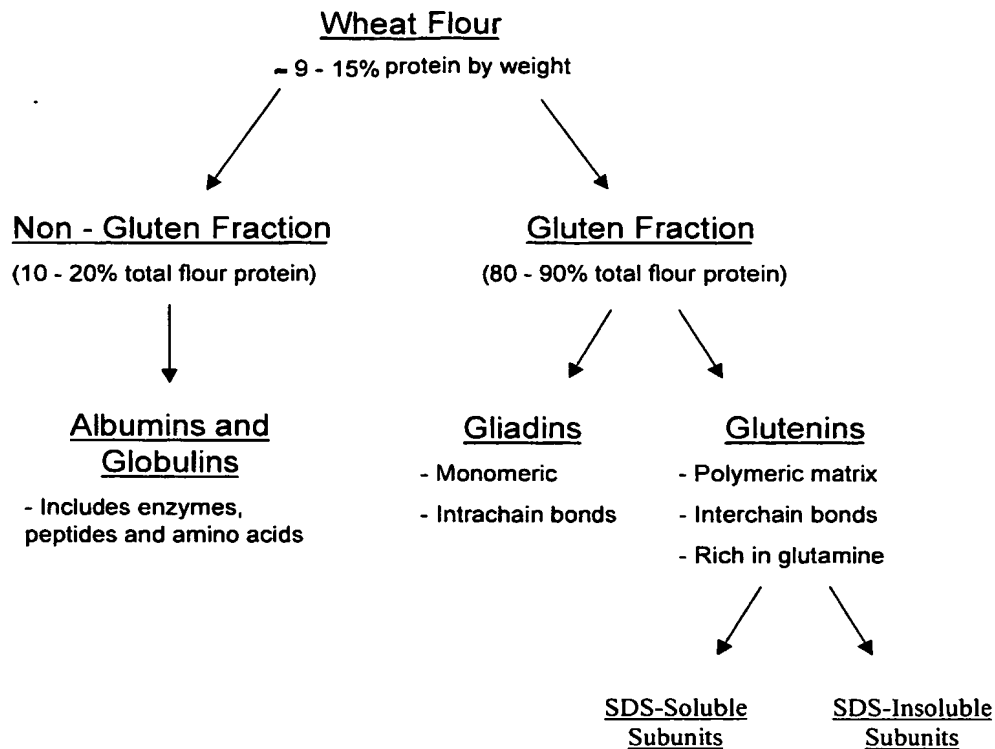 Wheat Flour
~ 9 - 15% protein by weight
Non - Gluten Fraction
(10 - 20% total flour protein)
Gluten Fraction
(80 - 90% total flour protein)
Albumins and
Globulins
- Includes enzymes,
peptides and amino acids
Gliadins
- Monomeric
- Intrachain bonds
Glutenins
- Polymeric matrix
- Interchain bonds
- Rich in glutamine
SDS-Soluble
Subunits
SDS-Insoluble
Subunits